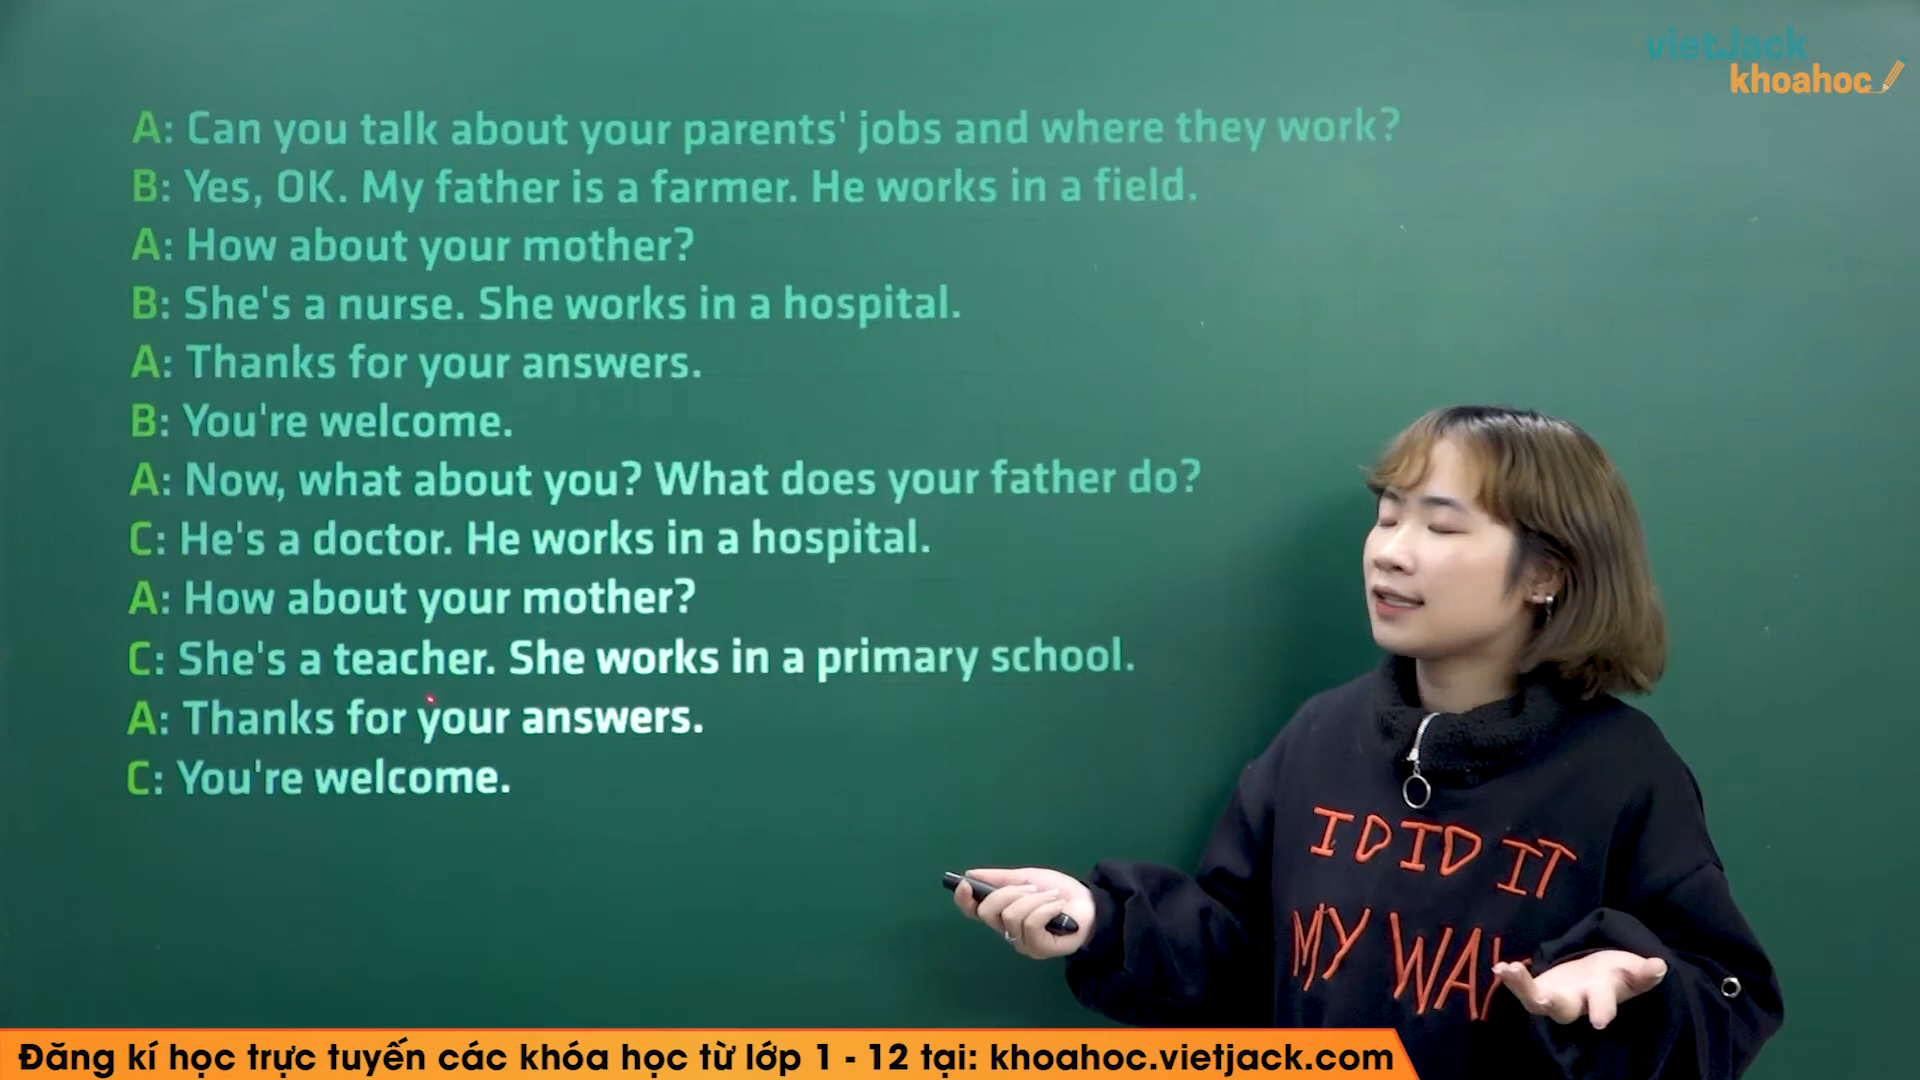 vietJack
khoahoc
A: Can you talk about your parents' jobs and where they work?
B: Yes, OK. My father is a farmer. He works in a field.
A: How about your mother?
B: She's a nurse. She works in a hospital.
A: Thanks for your answers.
B: You're welcome.
A: Now, what about you? What does your father do?
C: He's a doctor. He works in a hospital.
A: How about your mother?
C: She's a teacher. She works in a primary school.
A: Thanks for your answers.
C: You're welcome.
I DID IT
MY WAY
Đăng kí học trực tuyến các khóa học từ lớp 1 - 12 tại: khoahoc.vietjack.com